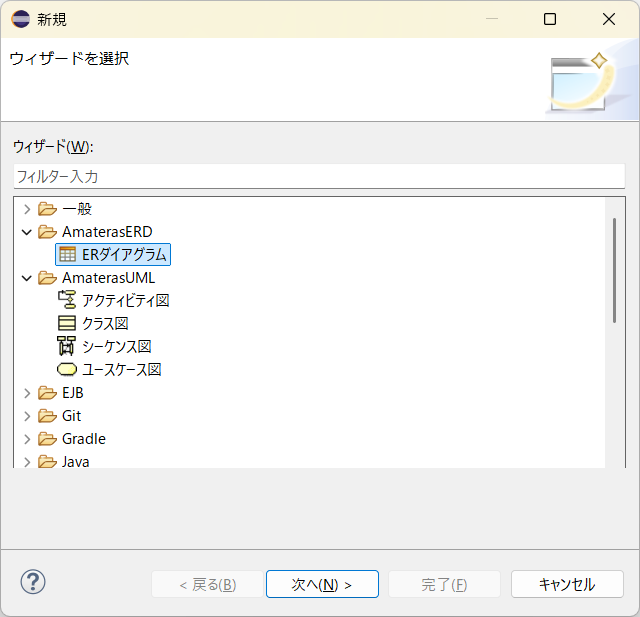 新規
ウィザードを選択
ウィザード(W):
フィルター入力
一般
AmaterasERD
ERダイアグラム
AmaterasUML
アクティビティ図
クラス図
シーケンス図
ユースケース図
EJB
Git
Gradle
Java
?
< 戻る(B) 次へ(N) > 完了(F) キャンセル